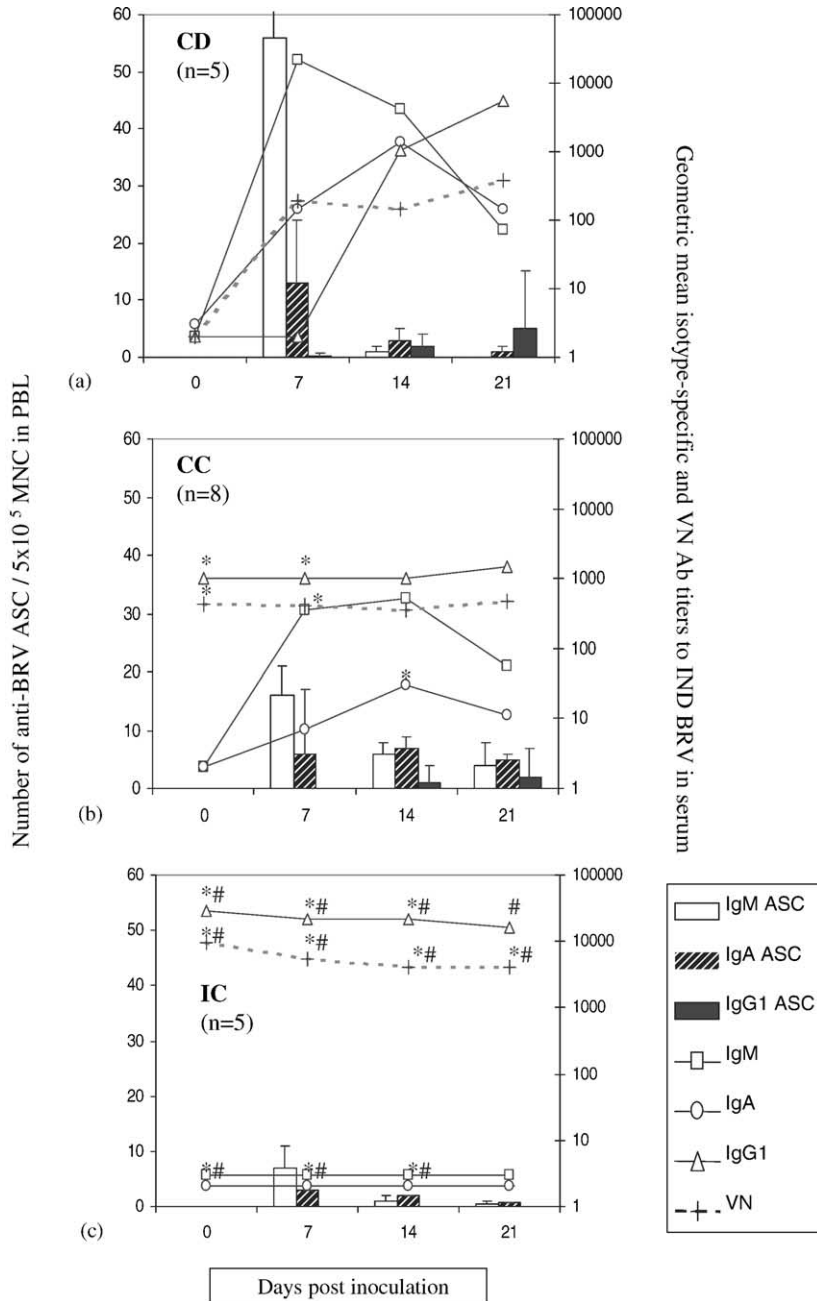 Number of anti-BRV ASC / 5x10 5 MNC in PBL
Geometric mean isotype-specific and VN Ab titers to IND BRV in serum
CD
(n=5)
60
50
40
30
20
10
0
100000
10000
1000
100
10
1
(a)
0 7 14 21
CC
(n=8)
60
50
40
30
20
10
0
100000
10000
1000
100
10
1
* *
* *
*
(b)
0 7 14 21
IC
(n=5)
60
50
40
30
20
10
0
100000
10000
1000
100
10
1
*# *# *# #
*# *# *# *#
*# *# *#
(c)
0 7 14 21
Days post inoculation
IgM ASC
IgA ASC
IgG1 ASC
IgM
IgA
IgG1
VN